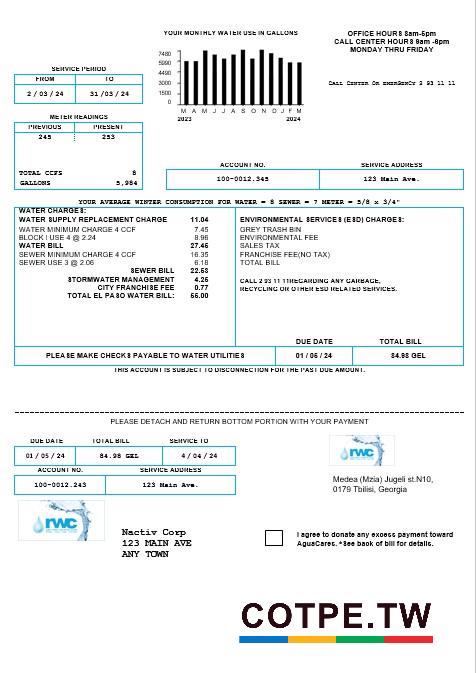 YOUR MONTHLY WATER USE IN GALLONS
OFFICE HOURS 8am-5pm
CALL CENTER HOURS 9am -6pm
MONDAY THRU FRIDAY
7480
5990
4490
3000
1500
0
M A M J J A S O N D J F M
2023 2024
CALL CENTER OR EMERGENCY 2 93 11 11
SERVICE PERIOD
FROM TO
2 / 03 / 24 31 / 03 / 24
METER READINGS
PREVIOUS PRESENT
245 253
TOTAL CCFS 8
GALLONS 5,984
ACCOUNT NO. SERVICE ADDRESS
100-0012.345 123 Main Ave.
YOUR AVERAGE WINTER CONSUMPTION FOR WATER = 8 SEWER = 7 METER = 5/8 x 3/4"
WATER CHARGES:
WATER SUPPLY REPLACEMENT CHARGE 11.04
WATER MINIMUM CHARGE 4 CCF 7.45
BLOCK I USE 4 @ 2.24 8.96
WATER BILL 27.45
SEWER MINIMUM CHARGE 4 CCF 16.35
SEWER USE 3 @ 2.06 6.18
SEWER BILL 22.53
STORMWATER MANAGEMENT 4.25
CITY FRANCHISE FEE 0.77
TOTAL EL PASO WATER BILL: 55.00
ENVIRONMENTAL SERVICES (ESD) CHARGES:
GREY TRASH BIN
ENVIRONMENTAL FEE
SALES TAX
FRANCHISE FEE(NO TAX)
TOTAL BILL
CALL 2 93 11 11REGARDING ANY GARBAGE,
RECYCLING OR OTHER ESD RELATED SERVICES.
DUE DATE TOTAL BILL
PLEASE MAKE CHECKS PAYABLE TO WATER UTILITIES 01 / 05 / 24 84.98 GEL
THIS ACCOUNT IS SUBJECT TO DISCONNECTION FOR THE PAST DUE AMOUNT.
PLEASE DETACH AND RETURN BOTTOM PORTION WITH YOUR PAYMENT
DUE DATE TOTAL BILL SERVICE TO
01 / 05 / 24 84.98 GEL 4 / 04 / 24
ACCOUNT NO. SERVICE ADDRESS
100-0012.243 123 Main Ave.
rwc
Medea (Mzia) Jugeli st.N10,
0179 Tbilisi, Georgia
rwc
Nactiv Corp
123 MAIN AVE
ANY TOWN
I agree to donate any excess payment toward
AguaCares. *See back of bill for details.
COTPE.TW